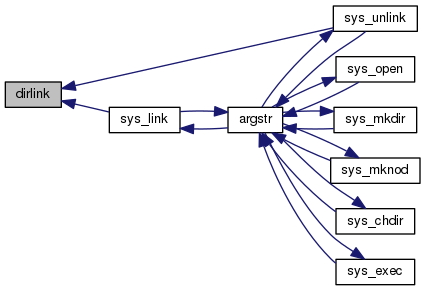 dirlink
sys_link
argstr
sys_unlink
sys_open
sys_mkdir
sys_mknod
sys_chdir
sys_exec